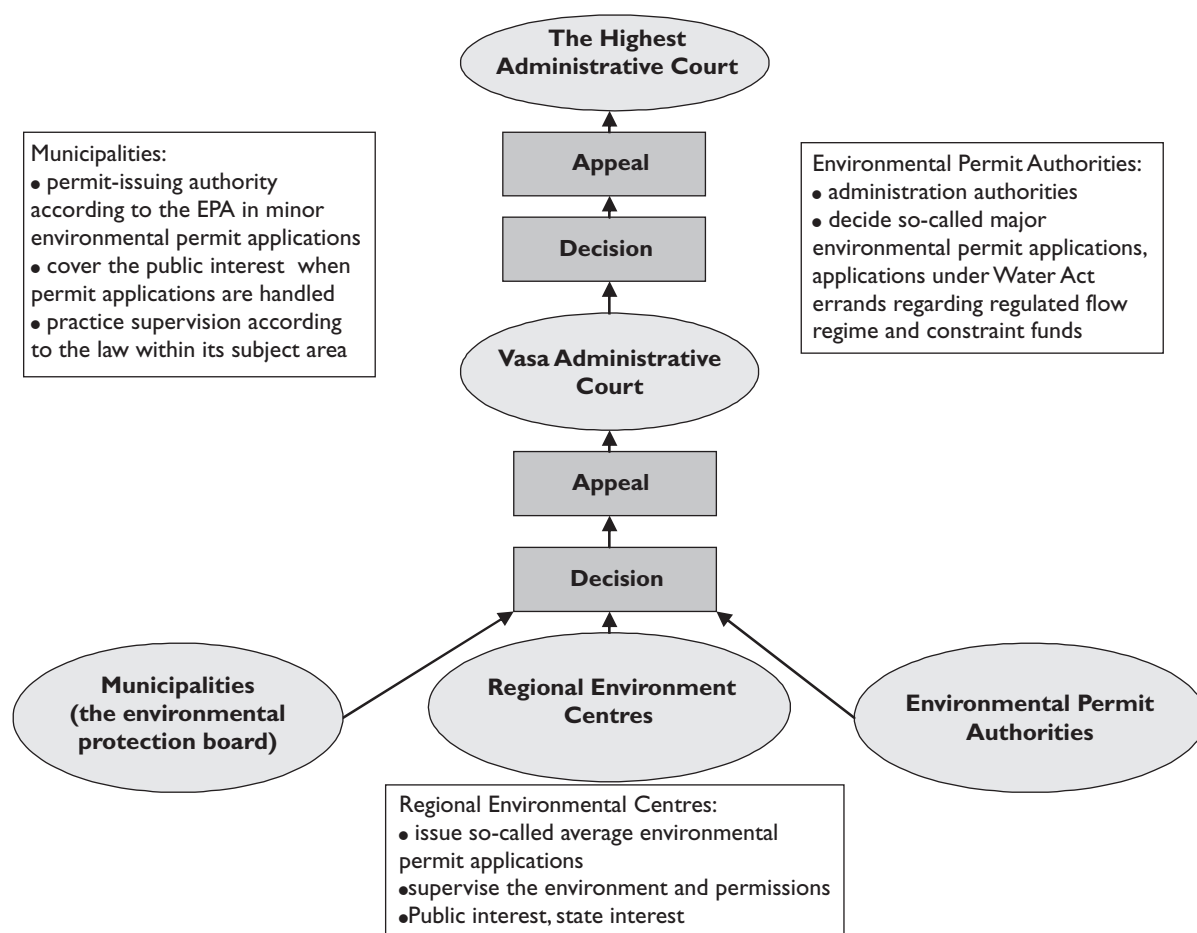 The Highest
Administrative Court
Appeal
Municipalities:
• permit-issuing authority
according to the EPA in minor
environmental permit applications
• cover the public interest when
permit applications are handled
• practice supervision according
to the law within its subject area
Environmental Permit Authorities:
• administration authorities
• decide so-called major
environmental permit applications,
applications under Water Act
errands regarding regulated flow
regime and constraint funds
Decision
Vasa Administrative
Court
Appeal
Decision
Municipalities
(the environmental
protection board)
Regional Environment
Centres
Environmental Permit
Authorities
Regional Environmental Centres:
• issue so-called average environmental
permit applications
•supervise the environment and permissions
•Public interest, state interest